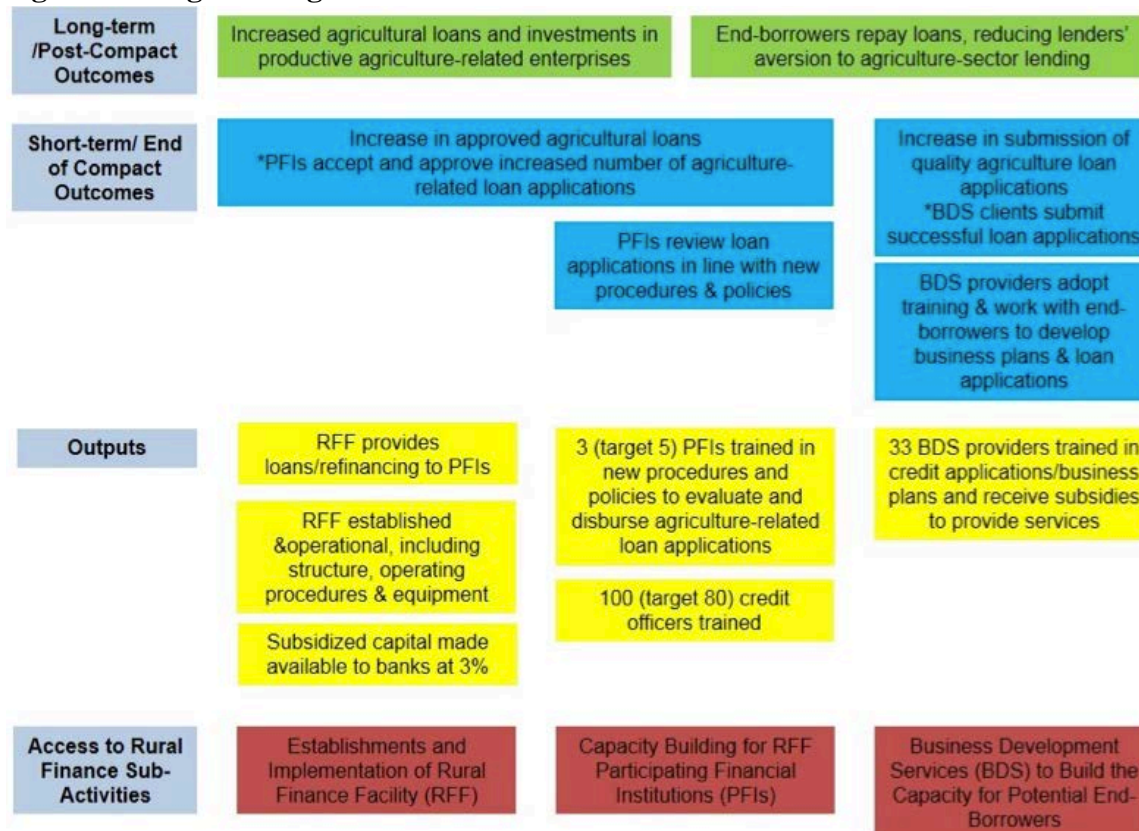 Long-term
/Post-Compact
Outcomes
Increased agricultural loans and investments in
productive agriculture-related enterprises
End-borrowers repay loans, reducing lenders'
aversion to agriculture-sector lending
Short-term/ End
of Compact
Outcomes
Increase in approved agricultural loans
*PFIs accept and approve increased number of agriculture-
related loan applications
Increase in submission of
quality agriculture loan
applications
*BDS clients submit
successful loan applications
PFIs review loan
applications in line with new
procedures & policies
BDS providers adopt
training & work with end-
borrowers to develop
business plans & loan
applications
Outputs
RFF provides
loans/refinancing to PFIs
3 (target 5) PFIs trained in
new procedures and
policies to evaluate and
disburse agriculture-related
loan applications
33 BDS providers trained in
credit applications/business
plans and receive subsidies
to provide services
RFF established
&operational, including
structure, operating
procedures & equipment
100 (target 80) credit
officers trained
Subsidized capital made
available to banks at 3%
Access to Rural
Finance Sub-
Activities
Establishments and
Implementation of Rural
Finance Facility (RFF)
Capacity Building for RFF
Participating Financial
Institutions (PFIs)
Business Development
Services (BDS) to Build the
Capacity for Potential End-
Borrowers